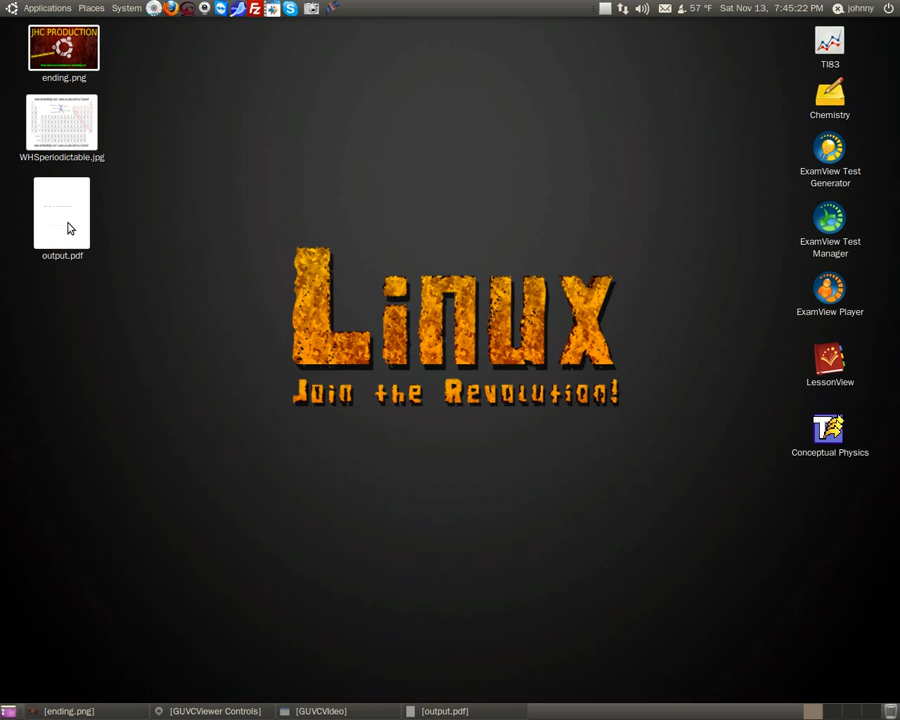 Applications Places System
57 °F Sat Nov 13, 7:45:22 PM johnny
JHC PRODUCTION
ending.png
WHSperiodictable.jpg
output.pdf
TI83
Chemistry
ExamView Test
Generator
ExamView Test
Manager
ExamView Player
LessonView
Conceptual Physics
Linux
Join the Revolution!
[ending.png] [GUVCViewer Controls] [GUVCVideo] [output.pdf]